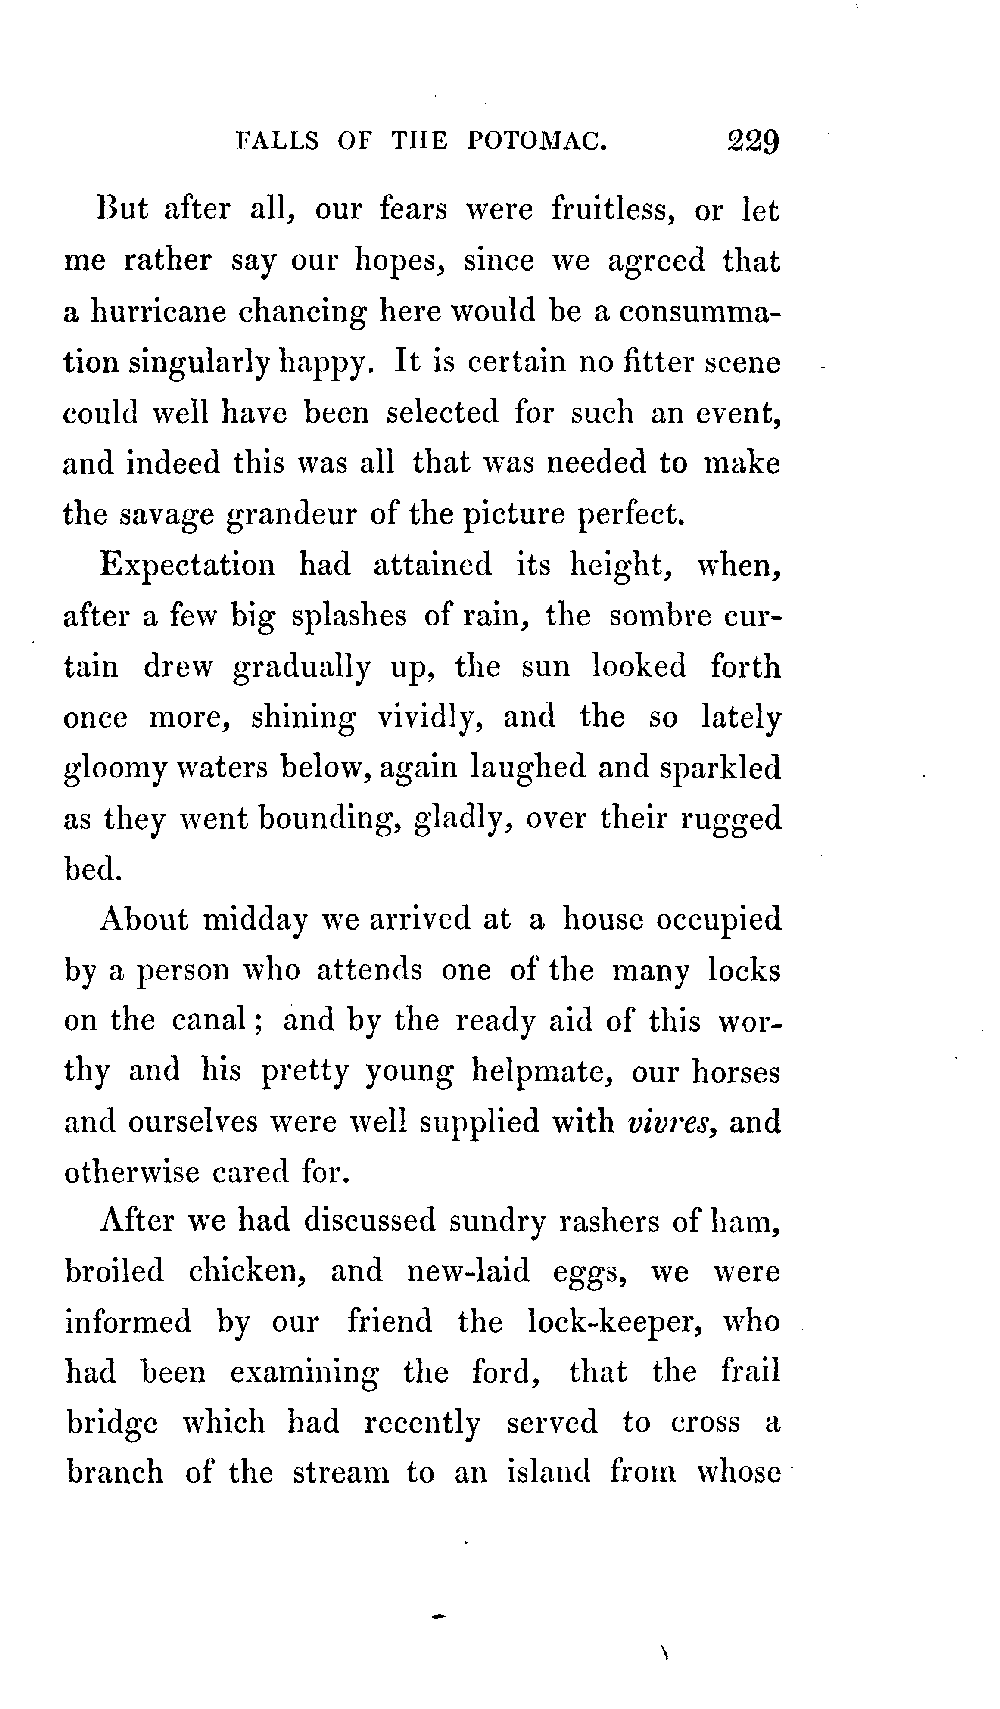 FALLS OF THE POTOMAC. 229
But after all, our fears were fruitless, or let
me rather say our hopes, since we agreed that
a hurricane chancing here would be a consumma-
tion singularly happy. It is certain no fitter scene
could well have been selected for such an event,
and indeed this was all that was needed to make
the savage grandeur of the picture perfect.
Expectation had attained its height, when,
after a few big splashes of rain, the sombre cur-
tain drew gradually up, the sun looked forth
once more, shining vividly, and the so lately
gloomy waters below, again laughed and sparkled
as they went bounding, gladly, over their rugged
bed.
About midday we arrived at a house occupied
by a person who attends one of the many locks
on the canal; and by the ready aid of this wor-
thy and his pretty young helpmate, our horses
and ourselves were well supplied with vivres, and
otherwise cared for.
After we had discussed sundry rashers of ham,
broiled chicken, and new-laid eggs, we were
informed by our friend the lock-keeper, who
had been examining the ford, that the frail
bridge which had recently served to cross a
branch of the stream to an island from whose